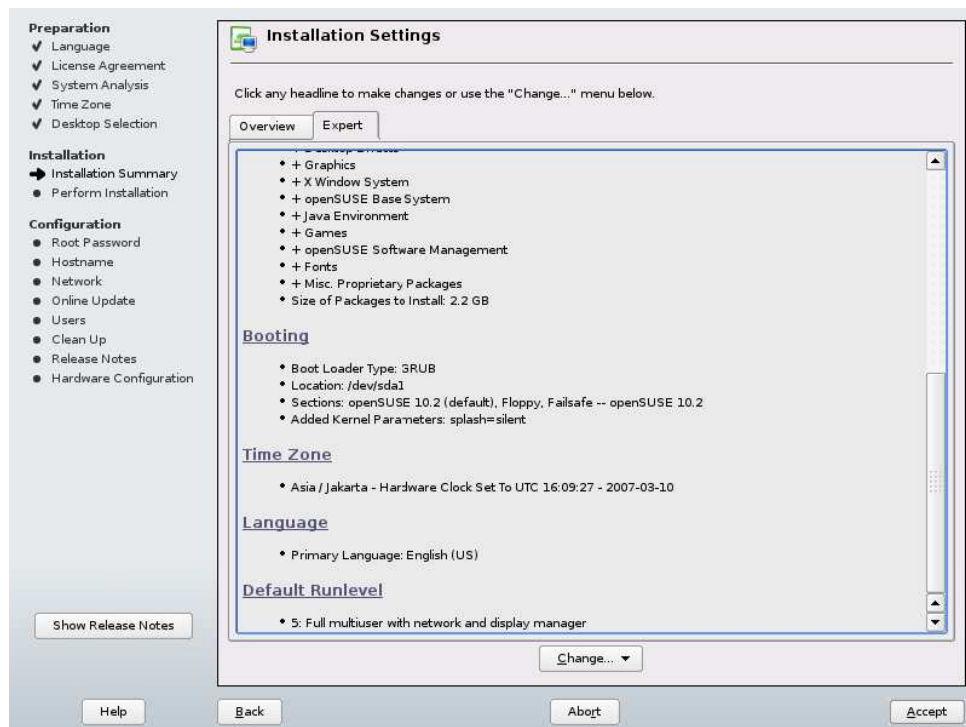 Preparation
Language
License Agreement
System Analysis
Time Zone
Desktop Selection
Installation
Installation Summary
Perform Installation
Configuration
Root Password
Hostname
Network
Online Update
Users
Clean Up
Release Notes
Hardware Configuration
Show Release Notes
Installation Settings
Click any headline to make changes or use the "Change..." menu below.
Overview Expert
+ Graphics
+ X Window System
+ openSUSE Base System
+ Java Environment
+ Games
+ openSUSE Software Management
+ Fonts
+ Misc. Proprietary Packages
Size of Packages to Install: 2.2 GB
Booting
Boot Loader Type: GRUB
Location: /dev/sda1
Sections: openSUSE 10.2 (default), Floppy, Failsafe -- openSUSE 10.2
Added Kernel Parameters: splash=silent
Time Zone
Asia / Jakarta - Hardware Clock Set To UTC 16:09:27 - 2007-03-10
Language
Primary Language: English (US)
Default Runlevel
5: Full multiuser with network and display manager
Change...
Help Back Abort Accept